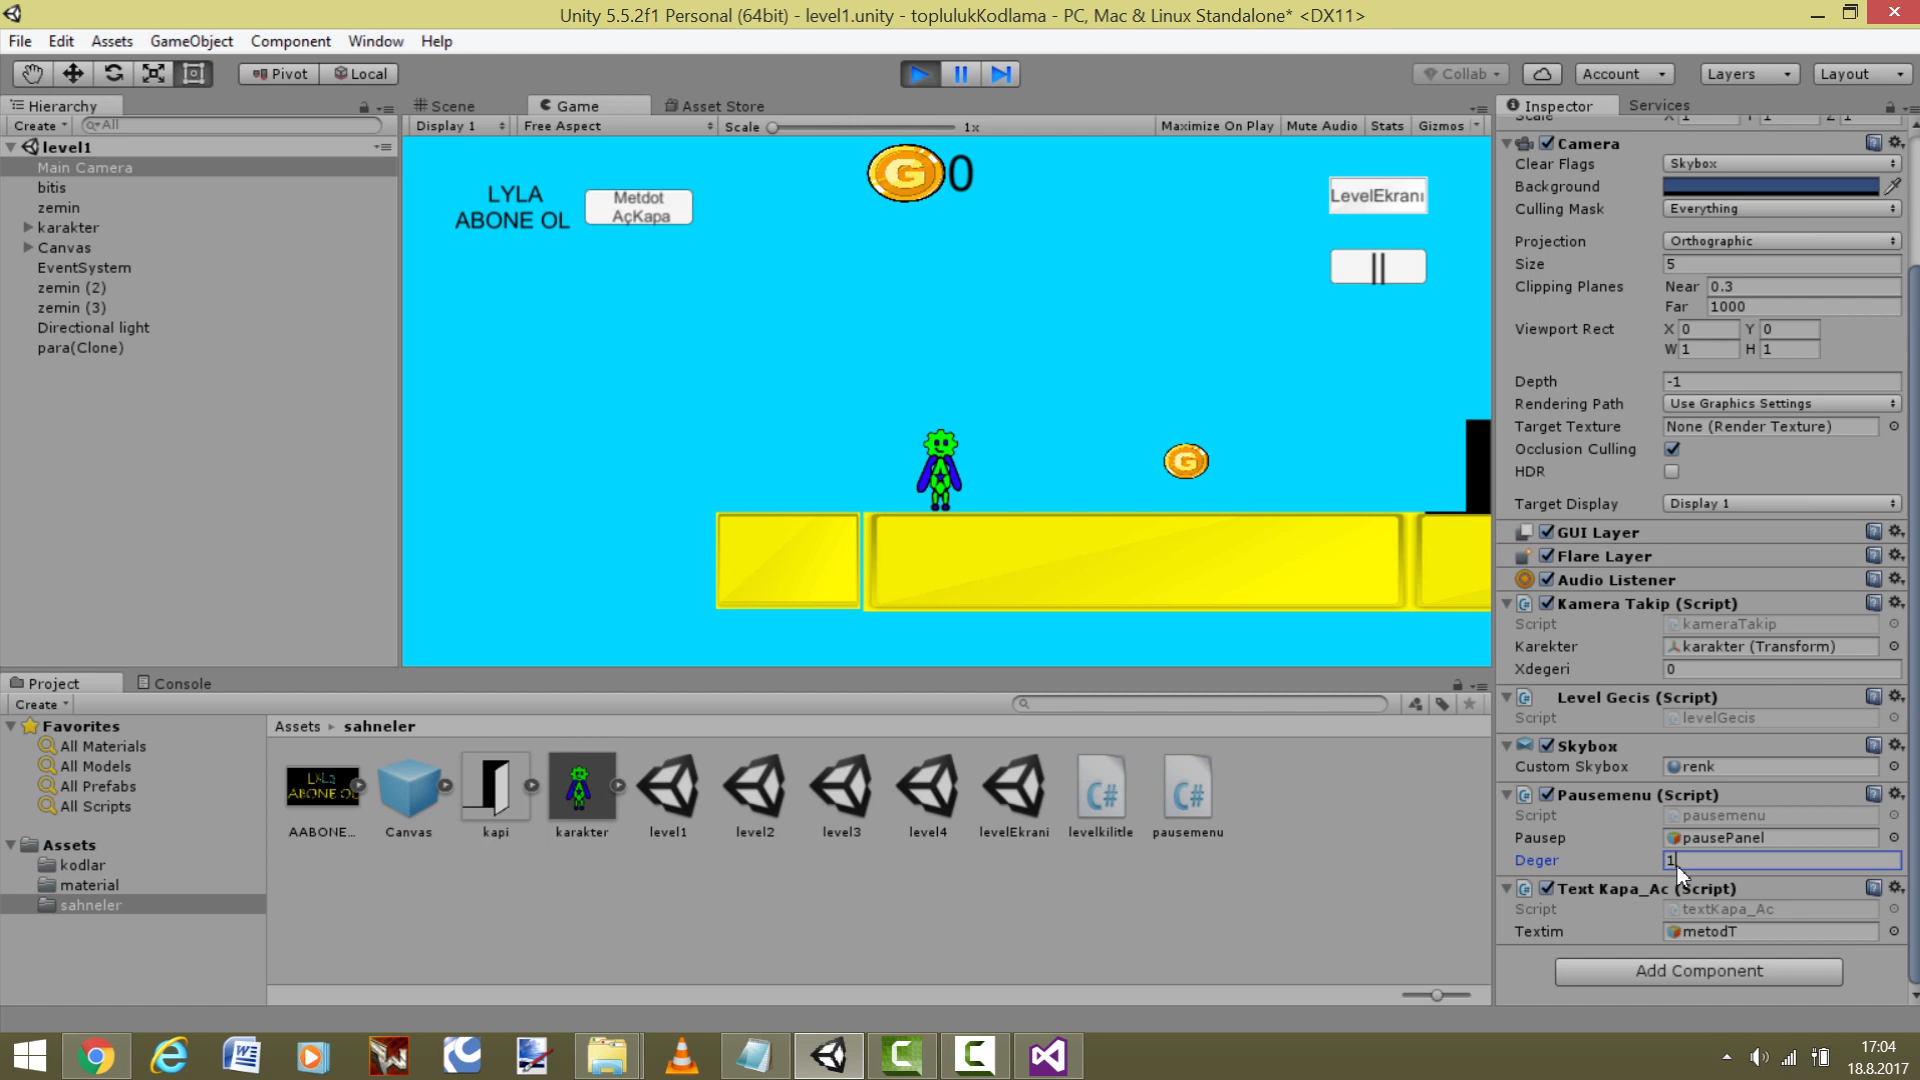 Unity 5.5.2f1 Personal (64bit) - level1.unity - toplulukKodlama - PC, Mac & Linux Standalone* <DX11>
File Edit Assets GameObject Component Window Help
Pivot Local
Collab Account Layers Layout
Hierarchy
Create All
level1
Main Camera
bitis
zemin
karakter
Canvas
EventSystem
zemin (2)
zemin (3)
Directional light
para(Clone)
Scene Game Asset Store
Display 1 Free Aspect Scale 1x Maximize On Play Mute Audio Stats Gizmos
LYLA
ABONE OL
Metdot
AçKapa
G 0
LevelEkranı
||
G
Inspector Services
Scale X 1 Y 1 Z 1
Camera
Clear Flags Skybox
Background
Culling Mask Everything
Projection Orthographic
Size 5
Clipping Planes Near 0.3
Far 1000
Viewport Rect X 0 Y 0
W 1 H 1
Depth -1
Rendering Path Use Graphics Settings
Target Texture None (Render Texture)
Occlusion Culling
HDR
Target Display Display 1
GUI Layer
Flare Layer
Audio Listener
Kamera Takip (Script)
Script kameraTakip
Karekter karakter (Transform)
Xdegeri 0
Level Gecis (Script)
Script levelGecis
Skybox
Custom Skybox renk
Pausemenu (Script)
Script pausemenu
Pausep pausePanel
Deger 1
Text Kapa_Ac (Script)
Script textKapa_Ac
Textim metodT
Add Component
Project Console
Create
Favorites
All Materials
All Models
All Prefabs
All Scripts
Assets
kodlar
material
sahneler
Assets sahneler
LYLA
ABONE OL
C# C#
AABONE... Canvas kapi karakter level1 level2 level3 level4 levelEkrani levelkilitle pausemenu
17:04
18.8.2017